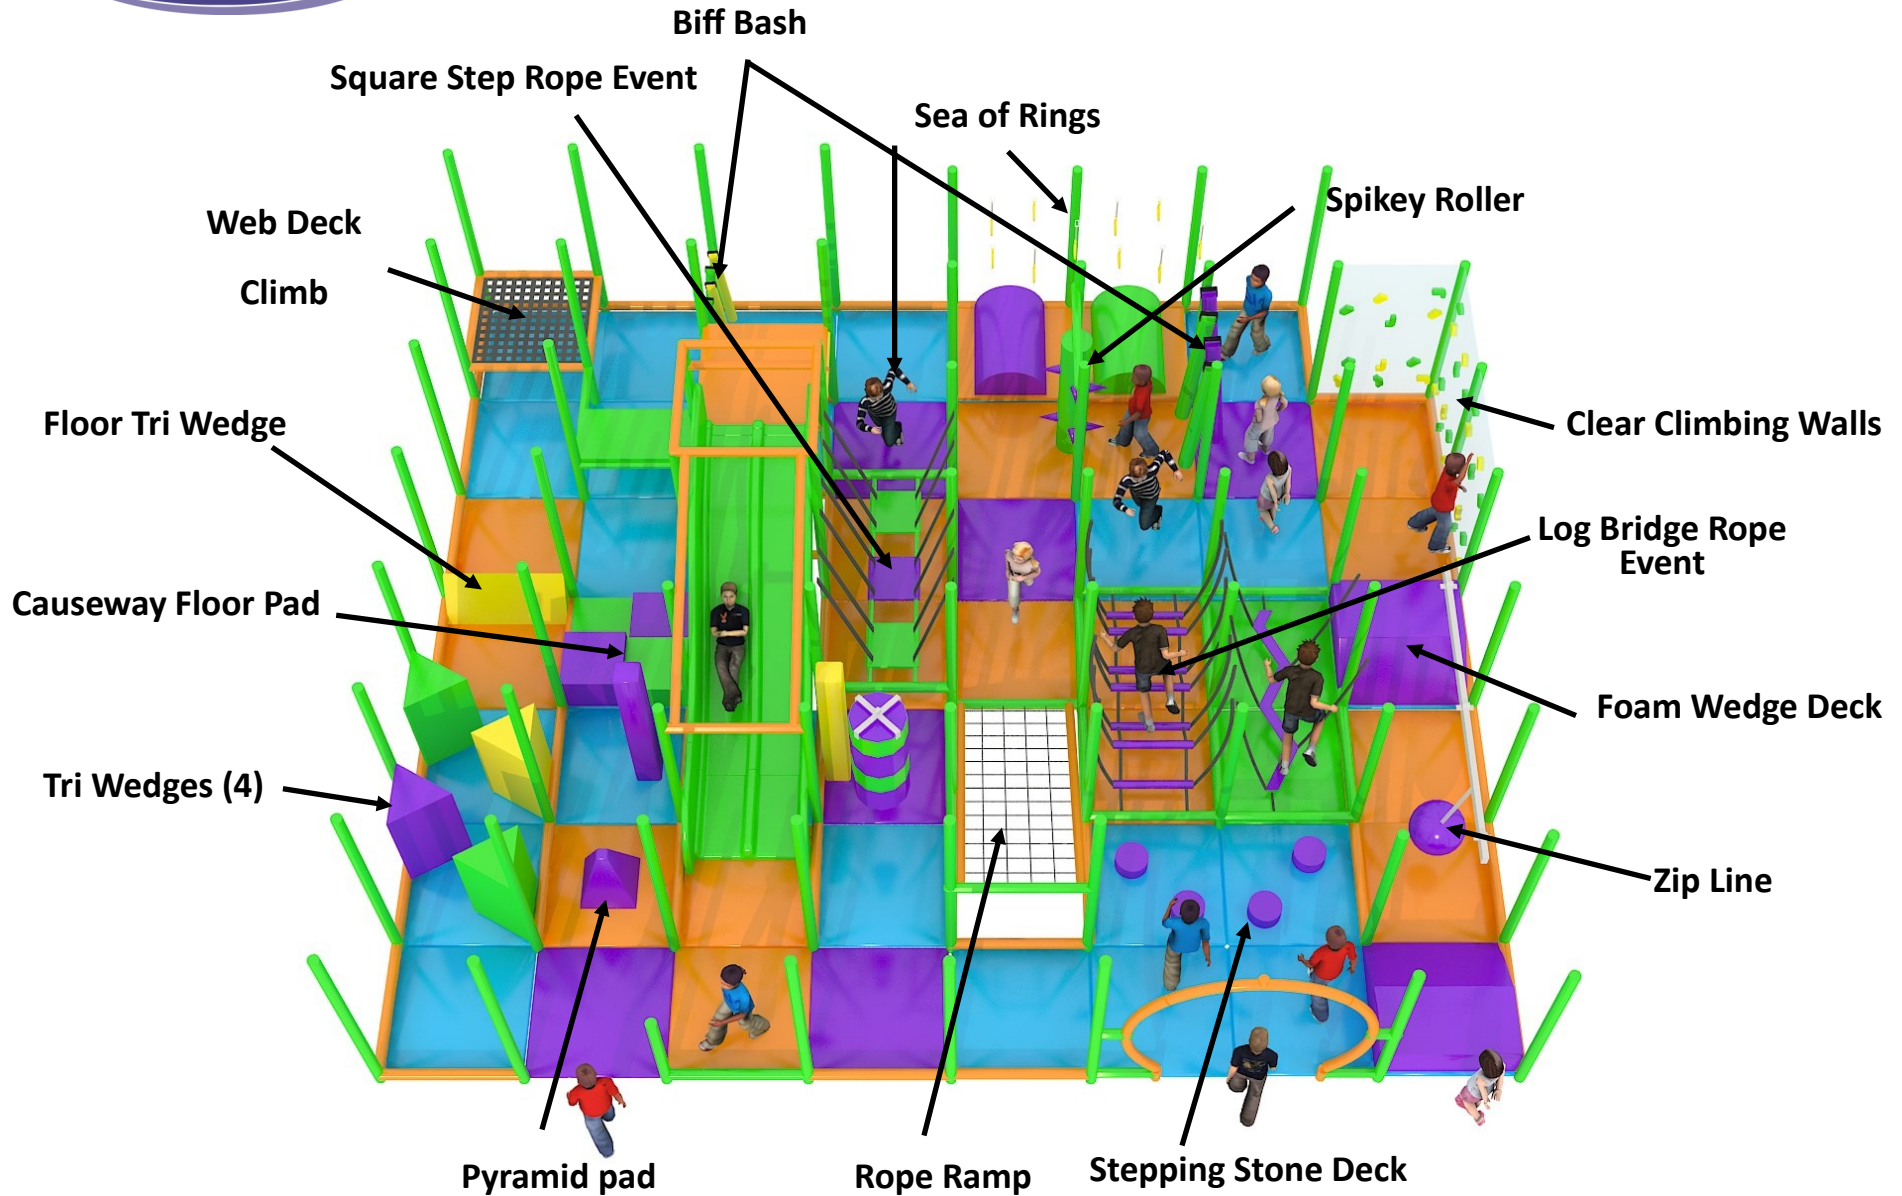 Biff Bash
Square Step Rope Event
Sea of Rings
Spikey Roller
Web Deck
Climb
Floor Tri Wedge
Clear Climbing Walls
Log Bridge Rope
Event
Causeway Floor Pad
Foam Wedge Deck
Tri Wedges (4)
Zip Line
Pyramid pad
Rope Ramp
Stepping Stone Deck